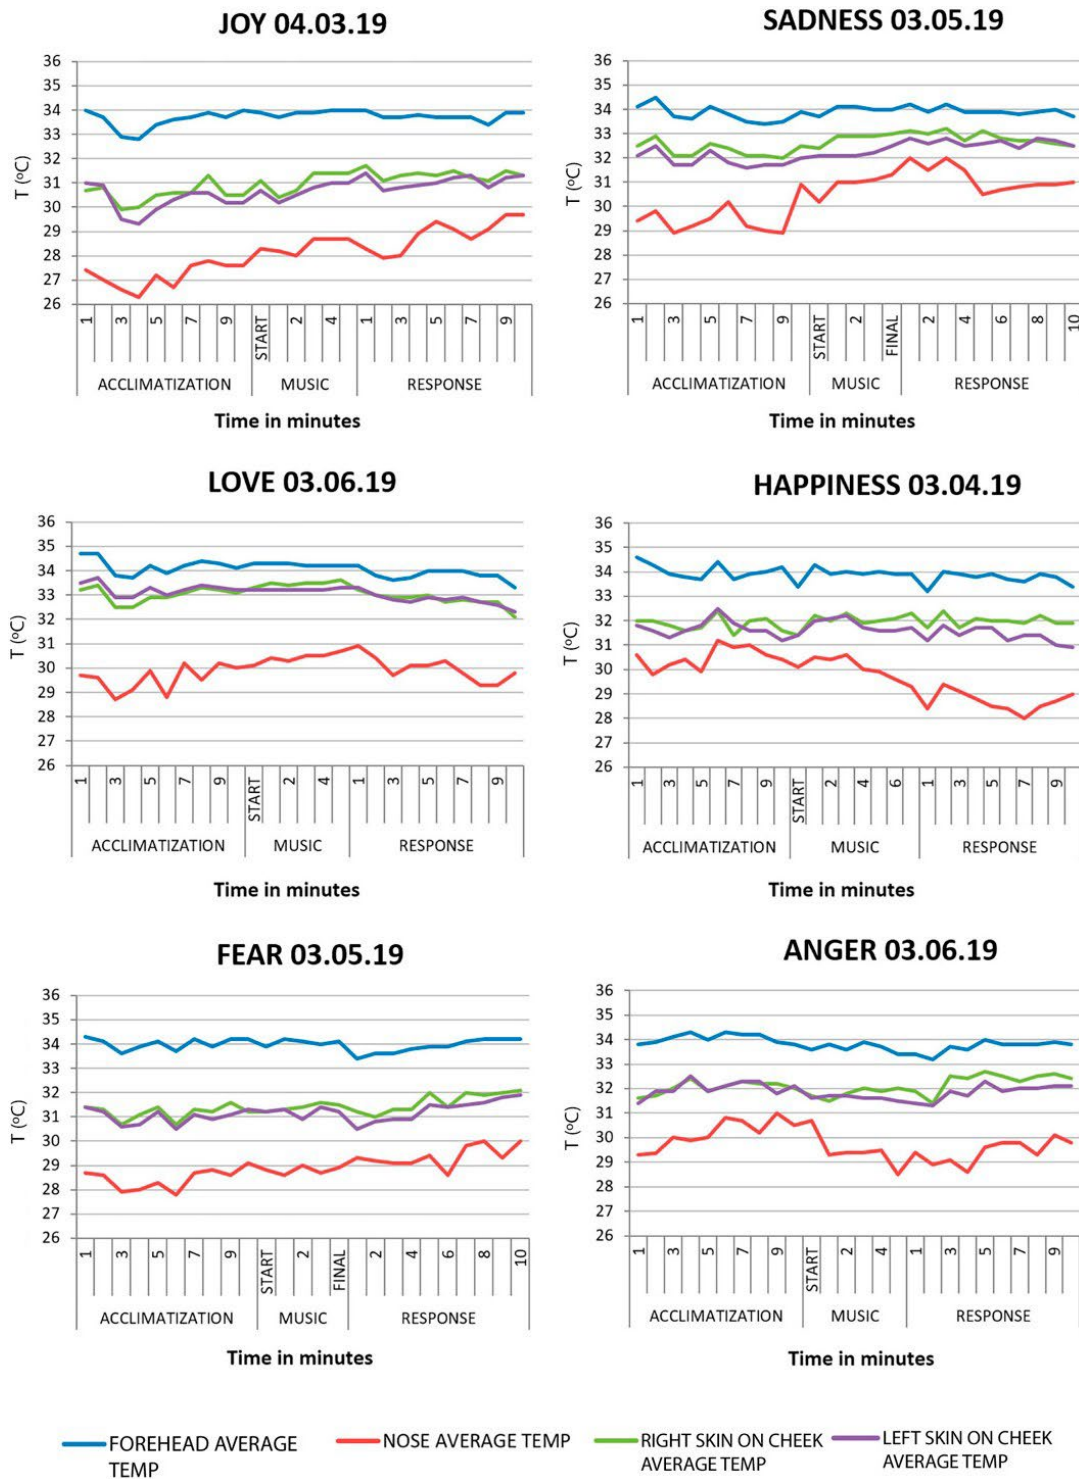 JOY 04.03.19
36
35
34
33
32
31
30
29
28
27
26
T (ºC)
1 3 5 7 9 START 2 4 1 3 5 7 9
ACCLIMATIZATION MUSIC RESPONSE
Time in minutes
SADNESS 03.05.19
36
35
34
33
32
31
30
29
28
27
26
T (ºC)
1 3 5 7 9 START 2 FINAL 2 4 6 8 10
ACCLIMATIZATION MUSIC RESPONSE
Time in minutes
LOVE 03.06.19
36
35
34
33
32
31
30
29
28
27
26
T (ºC)
1 3 5 7 9 START 2 4 1 3 5 7 9
ACCLIMATIZATION MUSIC RESPONSE
Time in minutes
HAPPINESS 03.04.19
36
35
34
33
32
31
30
29
28
27
26
T (ºC)
1 3 5 7 9 START 2 4 6 1 3 5 7 9
ACCLIMATIZATION MUSIC RESPONSE
Time in minutes
FEAR 03.05.19
36
35
34
33
32
31
30
29
28
27
26
T (ºC)
1 3 5 7 9 START 2 FINAL 2 4 6 8 10
ACCLIMATIZATION MUSIC RESPONSE
Time in minutes
ANGER 03.06.19
36
35
34
33
32
31
30
29
28
27
26
T (ºC)
1 3 5 7 9 START 2 4 1 3 5 7 9
ACCLIMATIZATION MUSIC RESPONSE
Time in minutes
FOREHEAD AVERAGE
TEMP
NOSE AVERAGE TEMP
RIGHT SKIN ON CHEEK
AVERAGE TEMP
LEFT SKIN ON CHEEK
AVERAGE TEMP